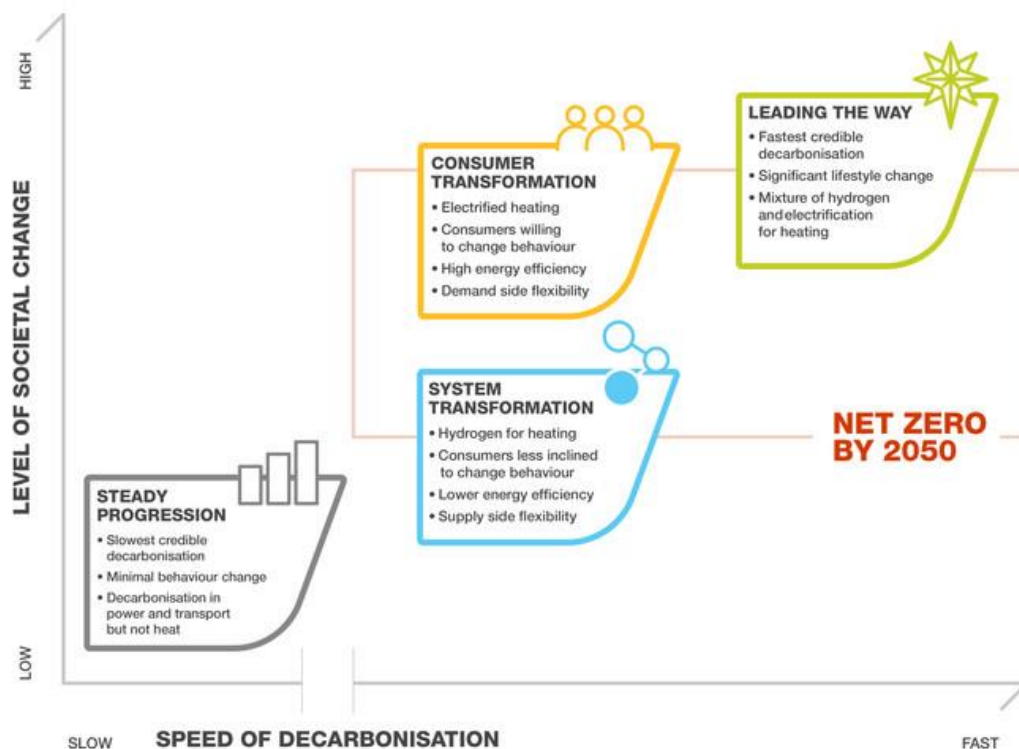 HIGH
LEVEL OF SOCIETAL CHANGE
LOW
LEADING THE WAY
• Fastest credible
decarbonisation
• Significant lifestyle change
• Mixture of hydrogen
and electrification
for heating
CONSUMER
TRANSFORMATION
• Electrified heating
• Consumers willing
to change behaviour
• High energy efficiency
• Demand side flexibility
SYSTEM
TRANSFORMATION
• Hydrogen for heating
• Consumers less inclined
to change behaviour
• Lower energy efficiency
• Supply side flexibility
NET ZERO
BY 2050
STEADY
PROGRESSION
• Slowest credible
decarbonisation
• Minimal behaviour change
• Decarbonisation in
power and transport
but not heat
SLOW
SPEED OF DECARBONISATION
FAST